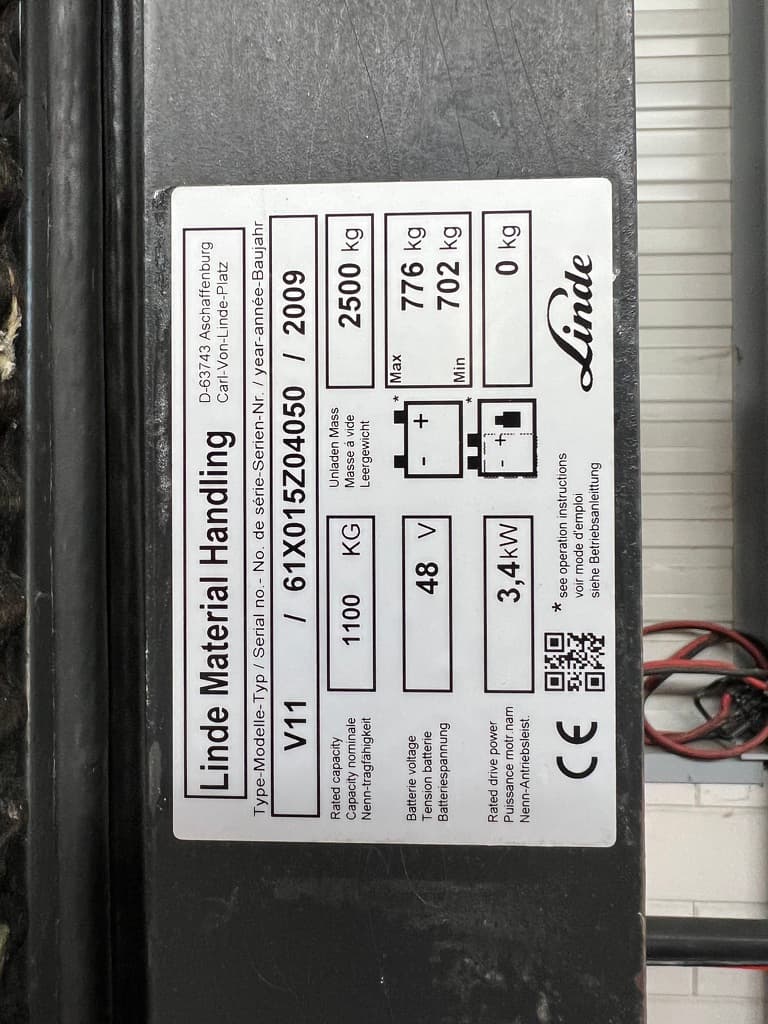 Linde Material Handling
D-63743 Aschaffenburg
Carl-Von-Linde-Platz
Type-Modelle-Typ / Serial no.- No. de série-Serien-Nr. / year-année-Baujahr
V11 / 61X015Z04050 / 2009
Rated capacity
Capacity nominale
Nenn-tragfähigkeit
1100 KG
Unladen Mass
Masse á vide
Leergewicht
2500 kg
Batterie voltage
Tension batterie
Batteriespannung
48 V
- +
*
Max 776 kg
Min 702 kg
Rated drive power
Puissance motr.nam
Nenn-Antriebsleist.
3,4kW
- +
*
0 kg
CE
* see operation instructions
voir mode d'emploi
siehe Betriebsanleittung
Linde